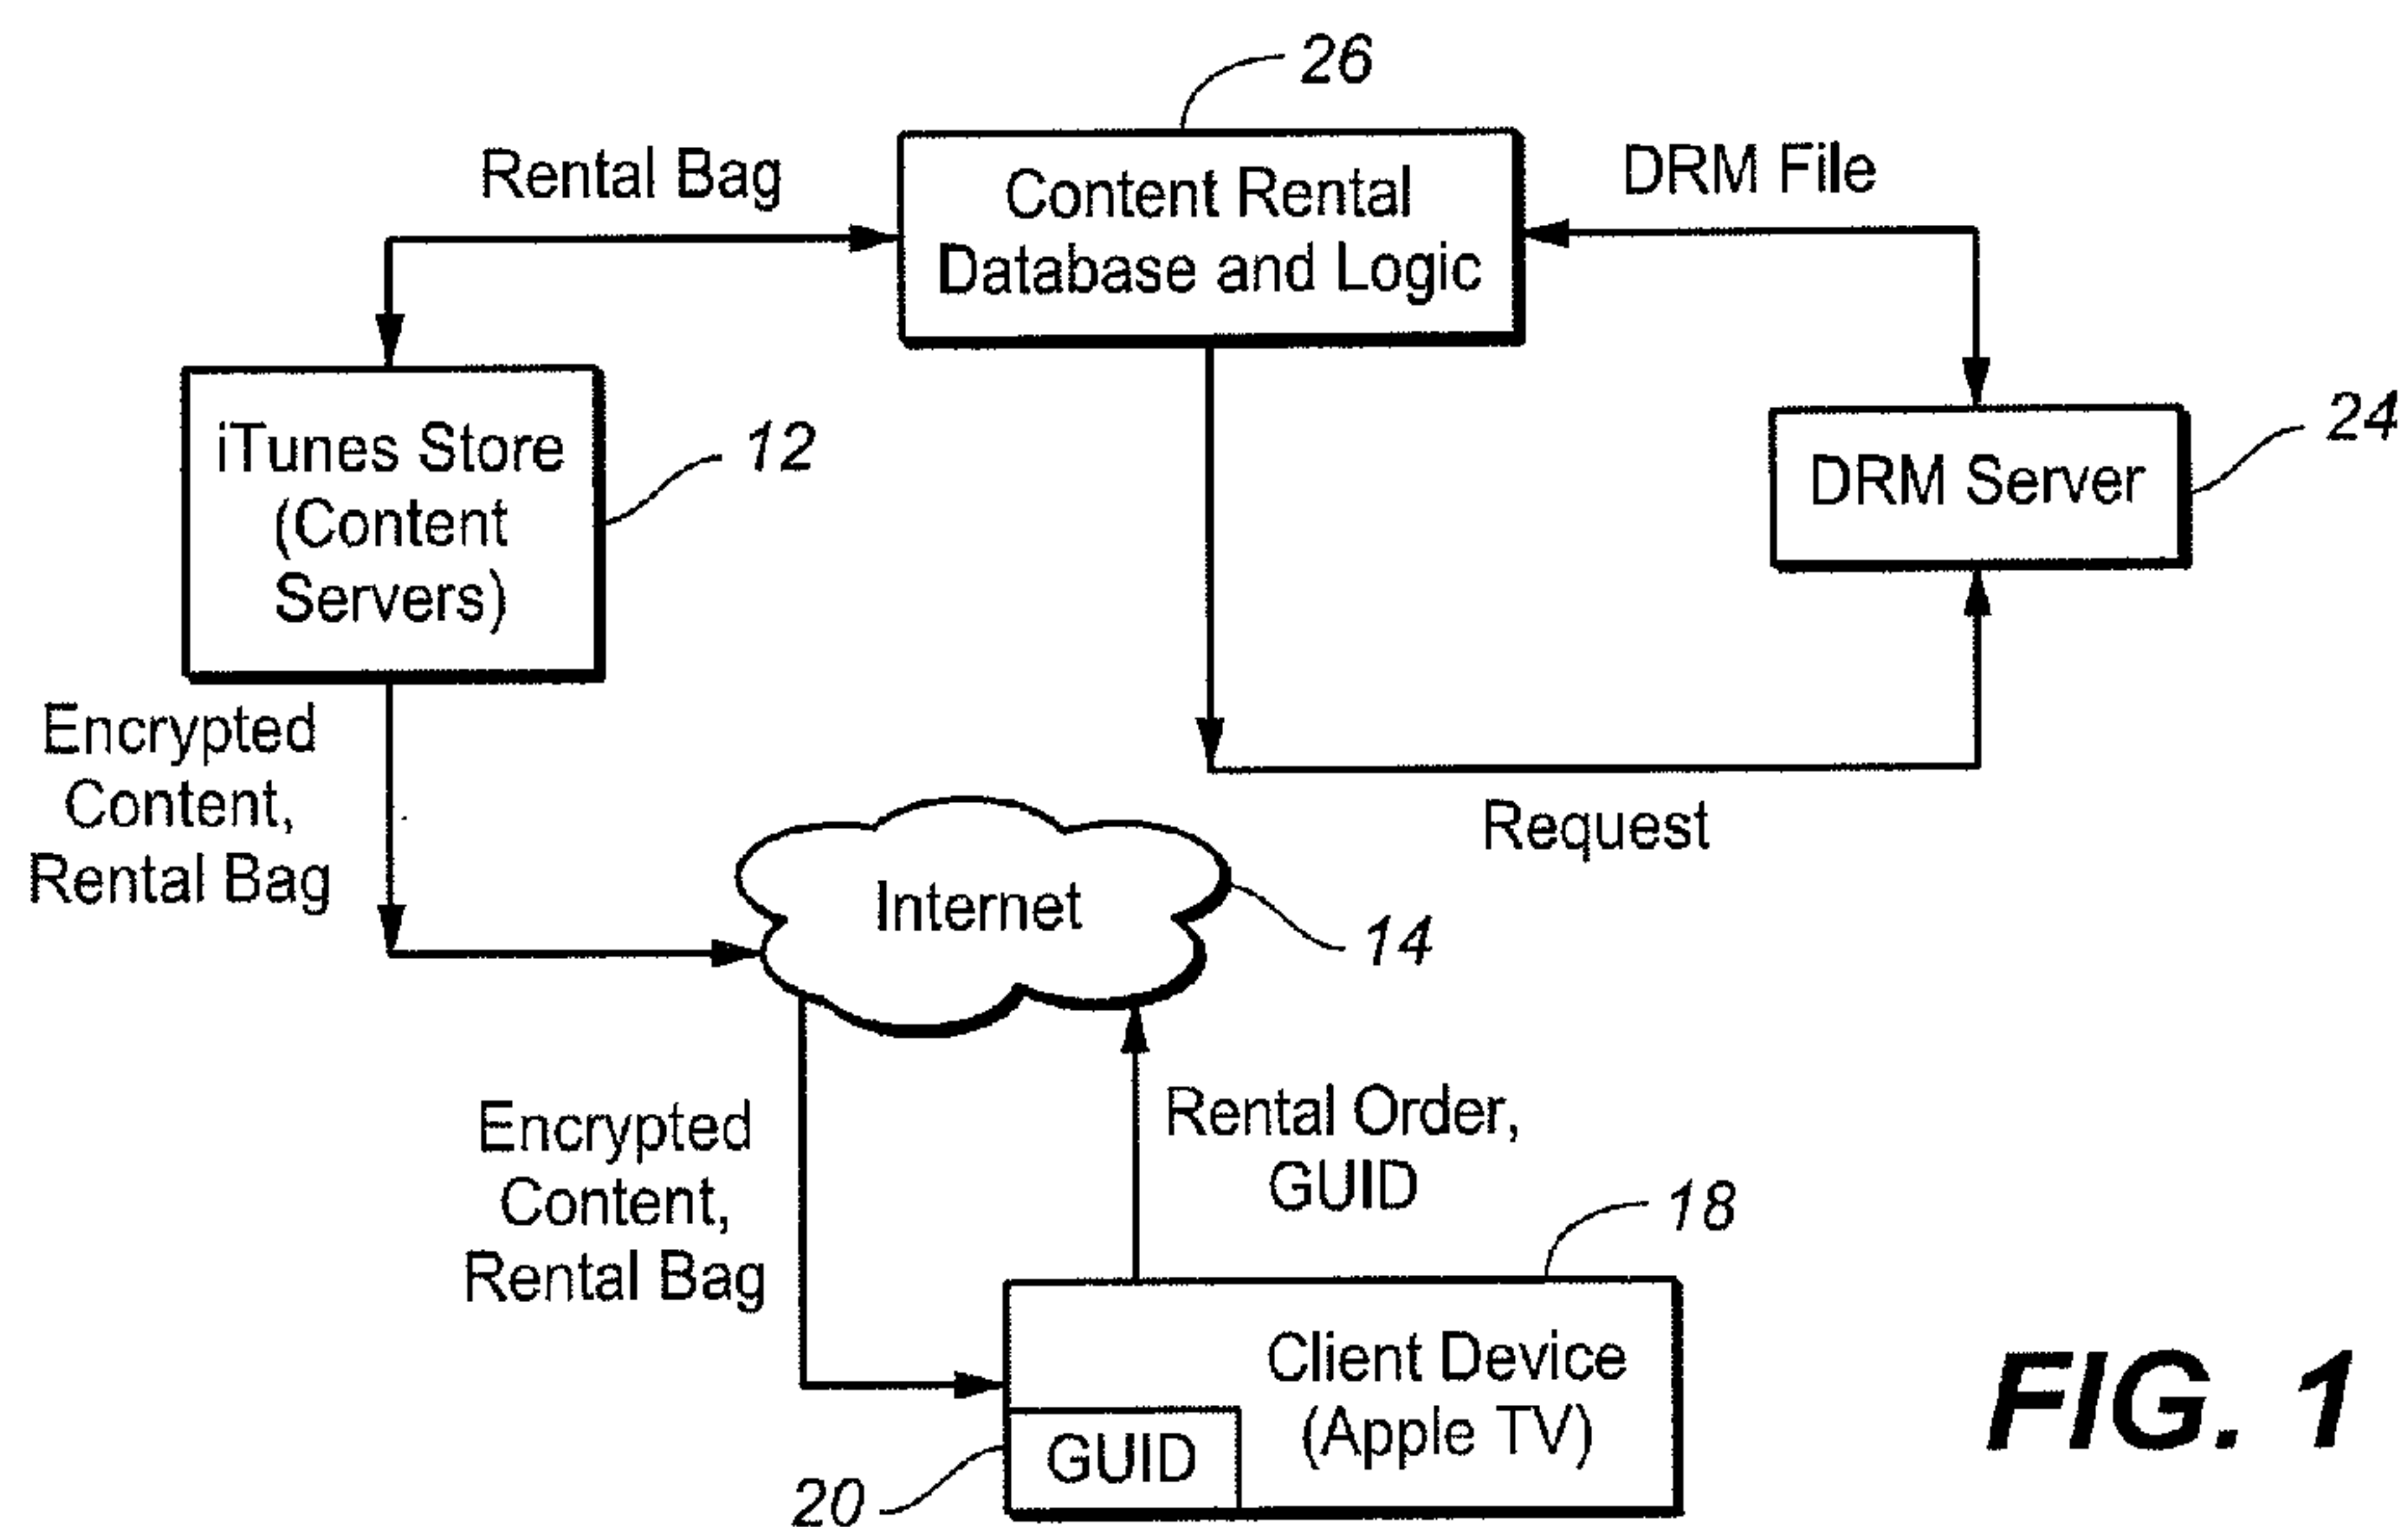 26
Rental Bag
Content Rental
Database and Logic
DRM File
iTunes Store
(Content
Servers)
12
DRM Server
24
Encrypted
Content,
Rental Bag
Request
Internet
14
Encrypted
Content,
Rental Bag
Rental Order,
GUID
18
Client Device
(Apple TV)
GUID
20
FIG. 1